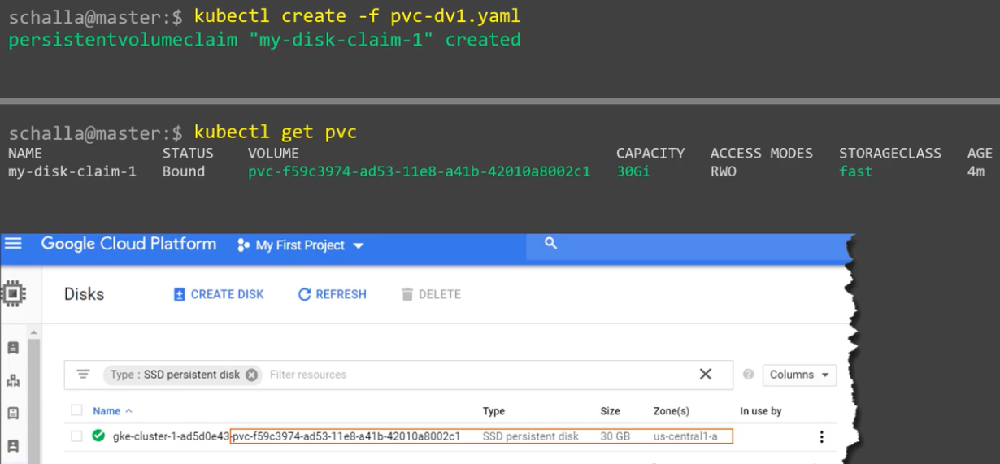 schalla@master:$ kubectl create -f pvc-dv1.yaml
persistentvolumeclaim "my-disk-claim-1" created
schalla@master:$ kubectl get pvc
NAME STATUS VOLUME CAPACITY ACCESS MODES STORAGECLASS AGE
my-disk-claim-1 Bound pvc-f59c3974-ad53-11e8-a41b-42010a8002c1 30Gi RWO fast 4m
Google Cloud Platform My First Project
Disks CREATE DISK REFRESH DELETE
Type : SSD persistent disk Filter resources Columns
Name Type Size Zone(s) In use by
gke-cluster-1-ad5d0e43-pvc-f59c3974-ad53-11e8-a41b-42010a8002c1 SSD persistent disk 30 GB us-central1-a